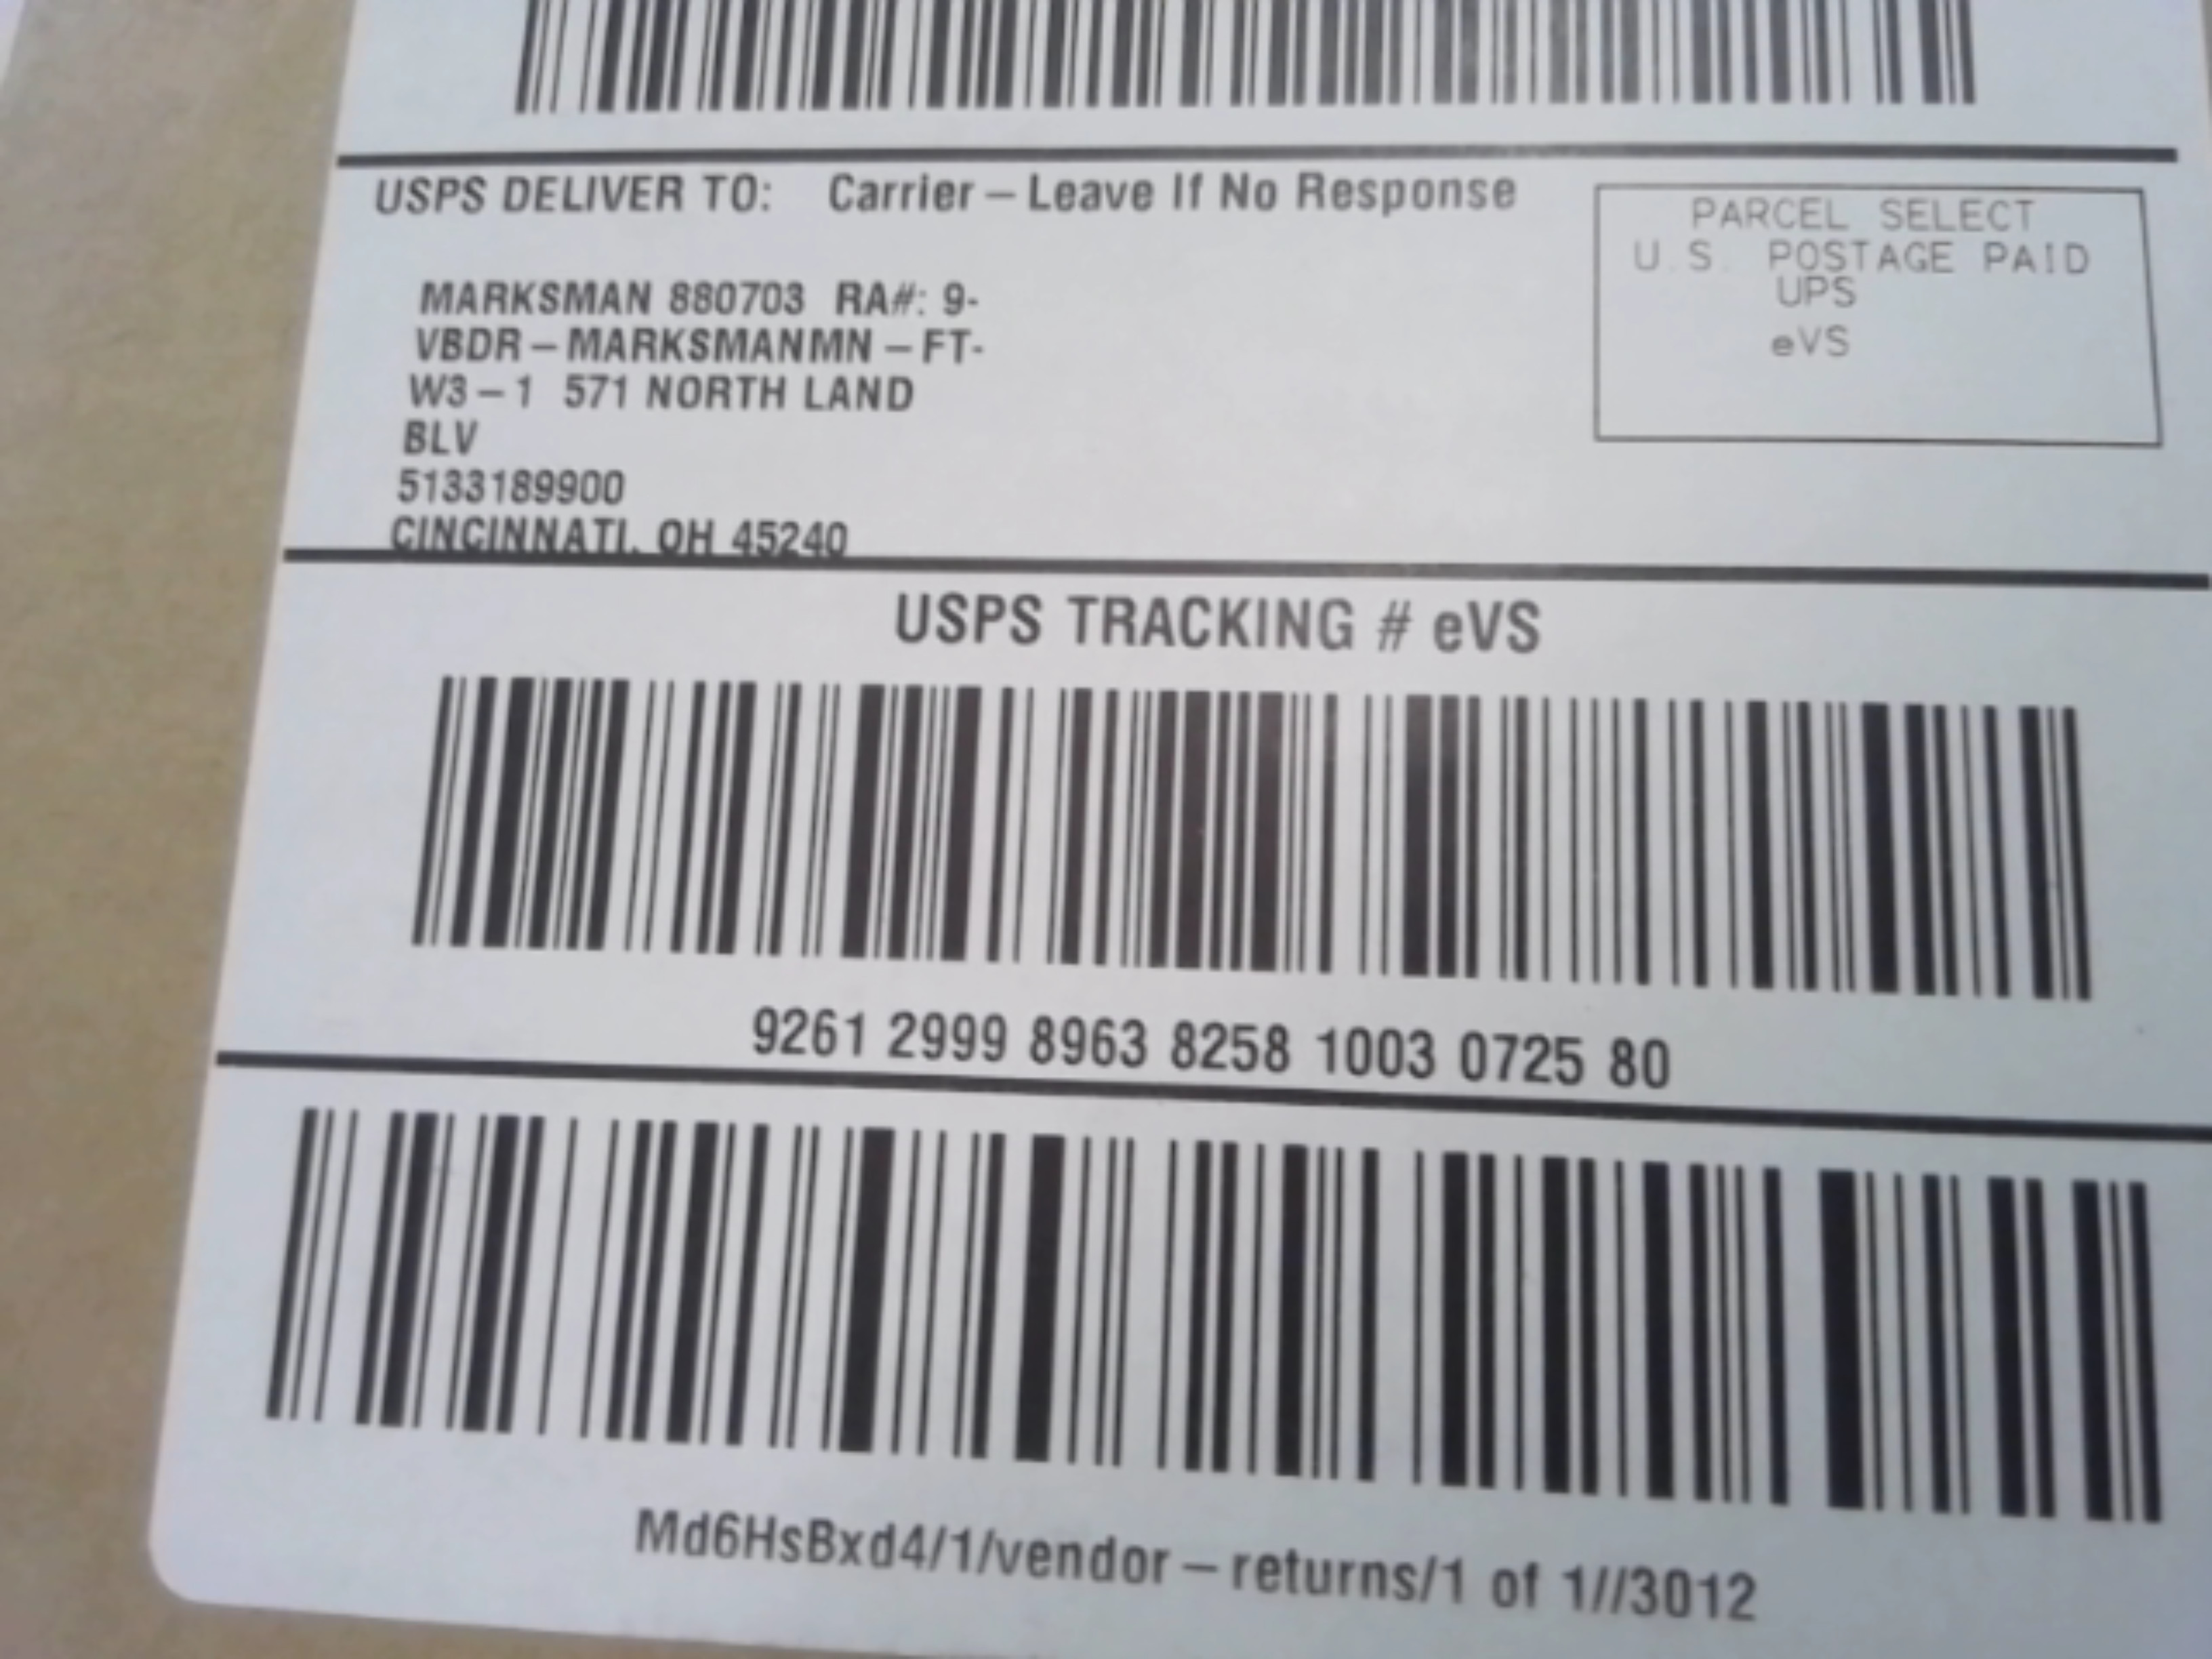 USPS DELIVER TO: Carrier – Leave If No Response
PARCEL SELECT
U.S. POSTAGE PAID
UPS
eVS
MARKSMAN 880703 RA#: 9-
VBDR – MARKSMANMN – FT-
W3 – 1 571 NORTH LAND
BLV
5133189900
CINCINNATI, OH 45240
USPS TRACKING # eVS
9261 2999 8963 8258 1003 0725 80
Md6HsBxd4/1/vendor – returns/1 of 1//3012